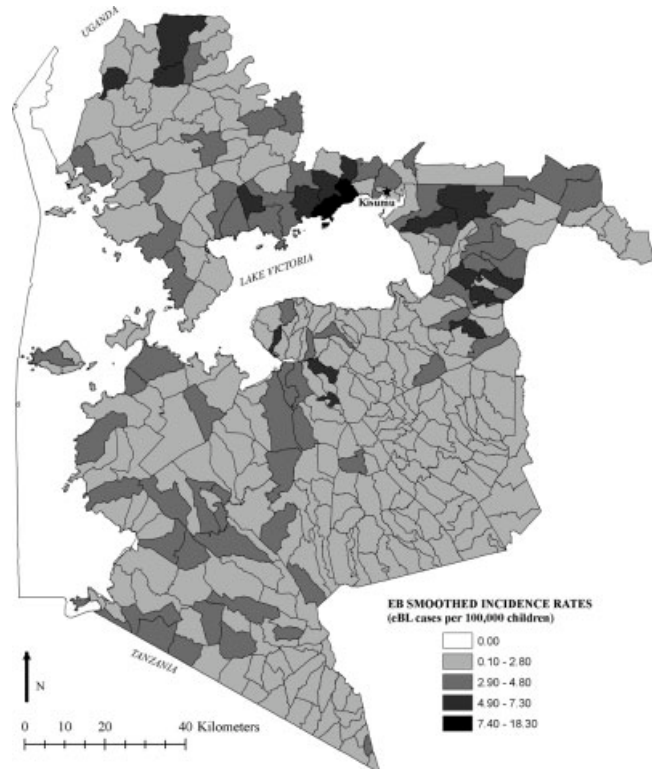 UGANDA
Kisumu
LAKE VICTORIA
EB SMOOTHED INCIDENCE RATES
(eBL cases per 100,000 children)
0.00
0.10 - 2.80
2.90 - 4.80
4.90 - 7.30
7.40 - 18.30
TANZANIA
N
0 10 20 40 Kilometers